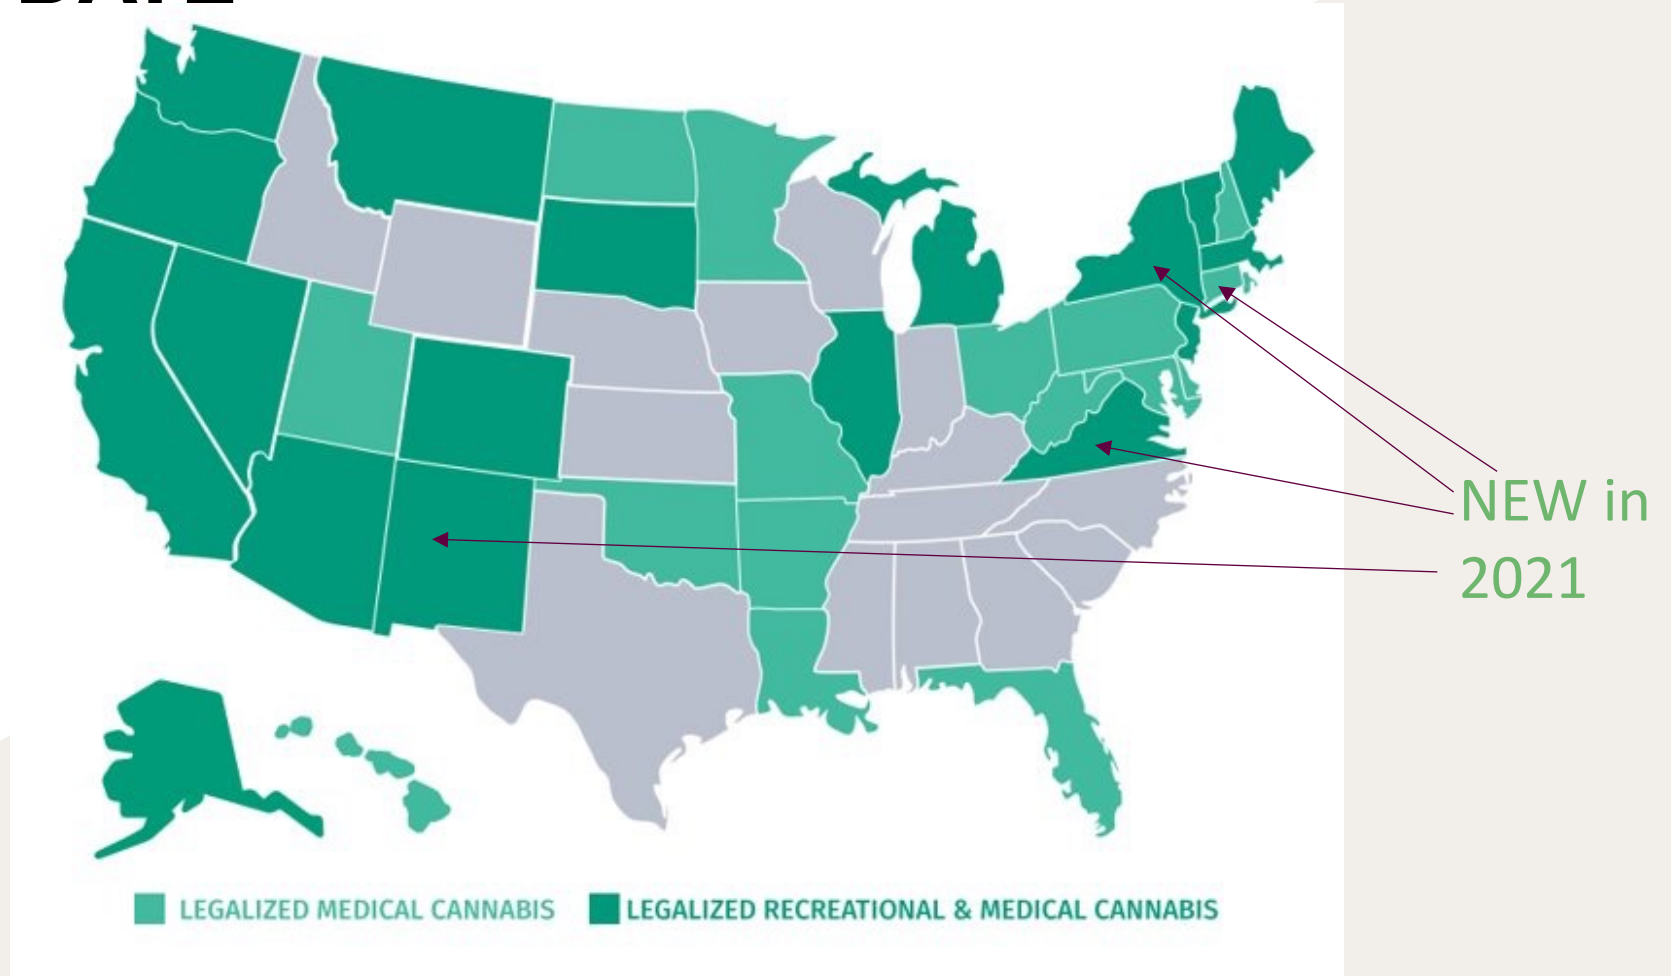 NEW in
2021
LEGALIZED MEDICAL CANNABIS
LEGALIZED RECREATIONAL & MEDICAL CANNABIS